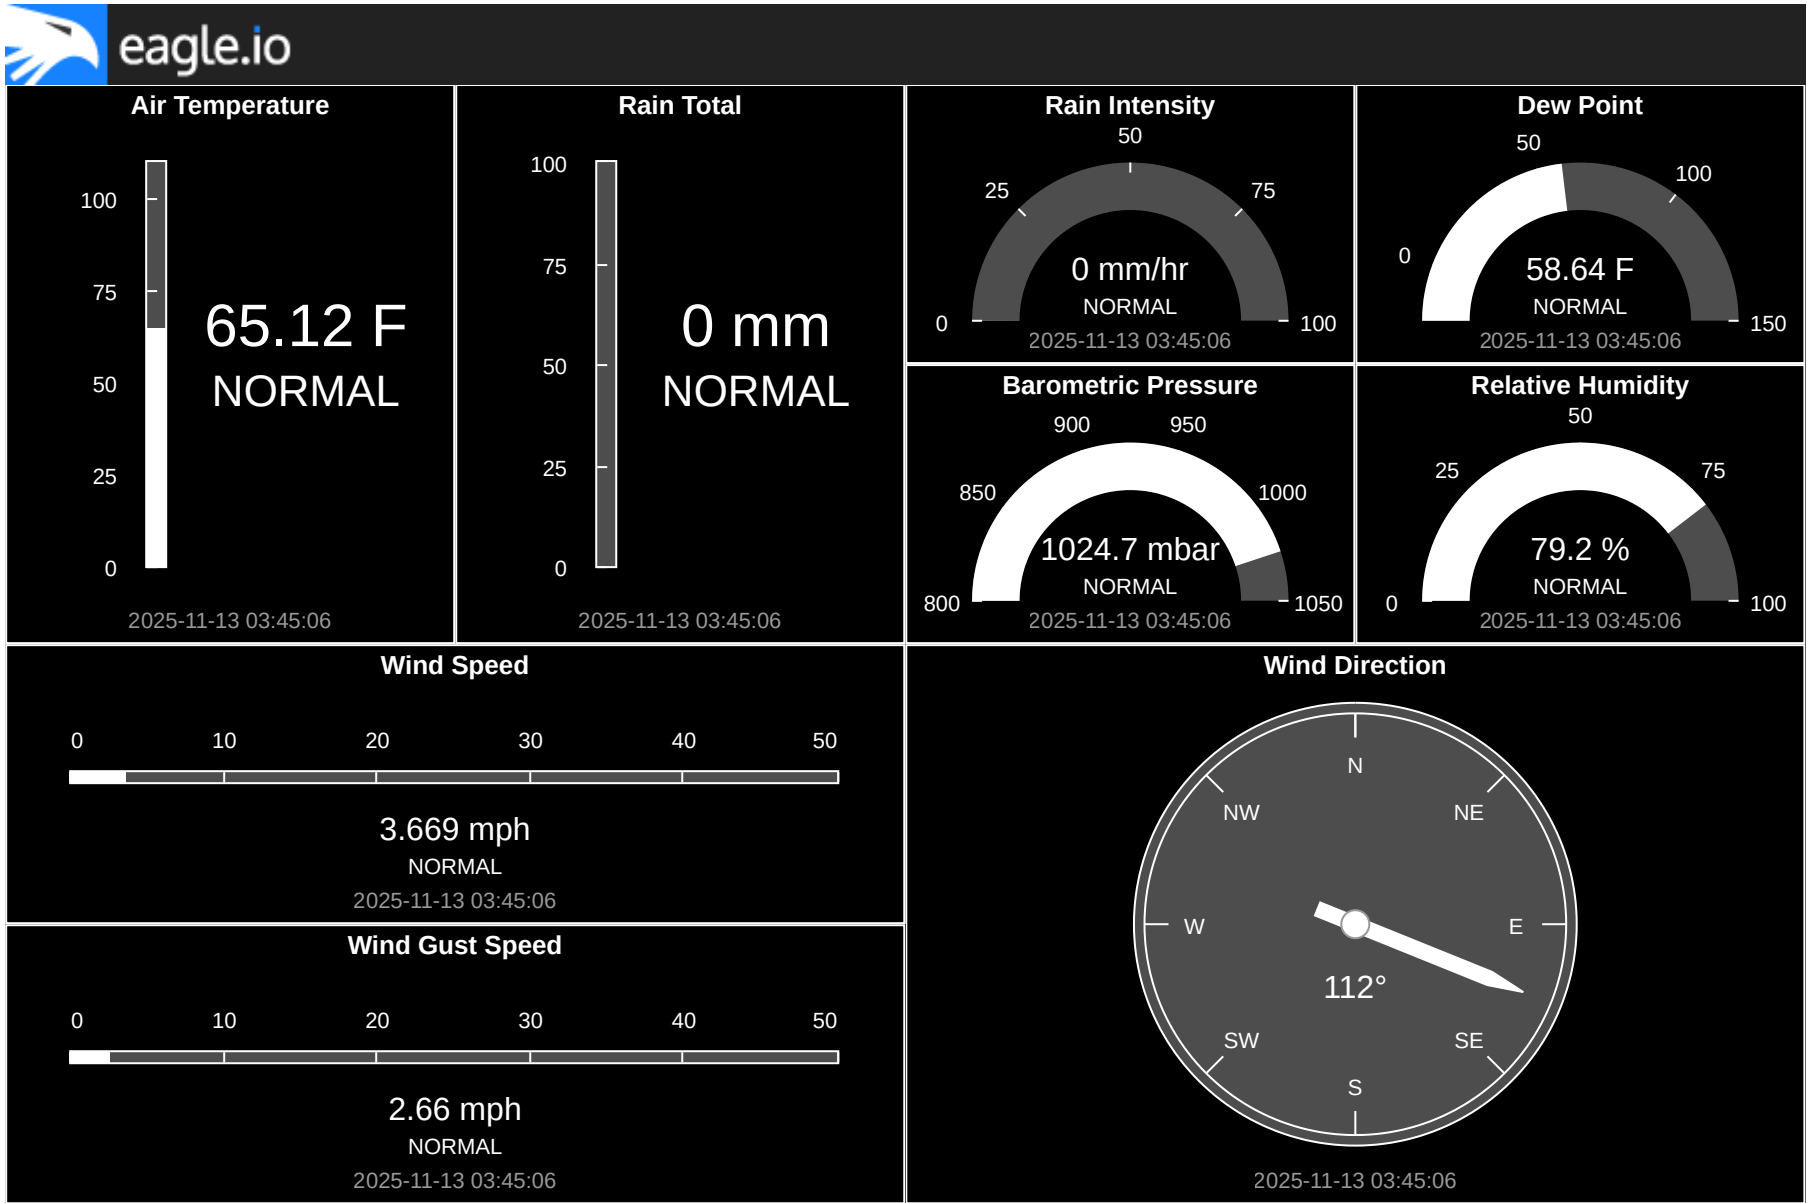 eagle.io
Air Temperature
100
75
50
25
0
65.12 F
NORMAL
2025-11-13 03:45:06
Rain Total
100
75
50
25
0
0 mm
NORMAL
2025-11-13 03:45:06
Rain Intensity
50
25
75
0
100
0 mm/hr
NORMAL
2025-11-13 03:45:06
Dew Point
50
100
0
150
58.64 F
NORMAL
2025-11-13 03:45:06
Barometric Pressure
900
950
850
1000
800
1050
1024.7 mbar
NORMAL
2025-11-13 03:45:06
Relative Humidity
50
25
75
0
100
79.2 %
NORMAL
2025-11-13 03:45:06
Wind Speed
0 10 20 30 40 50
3.669 mph
NORMAL
2025-11-13 03:45:06
Wind Gust Speed
0 10 20 30 40 50
2.66 mph
NORMAL
2025-11-13 03:45:06
Wind Direction
N
NW
NE
W
E
112°
SW
SE
S
2025-11-13 03:45:06